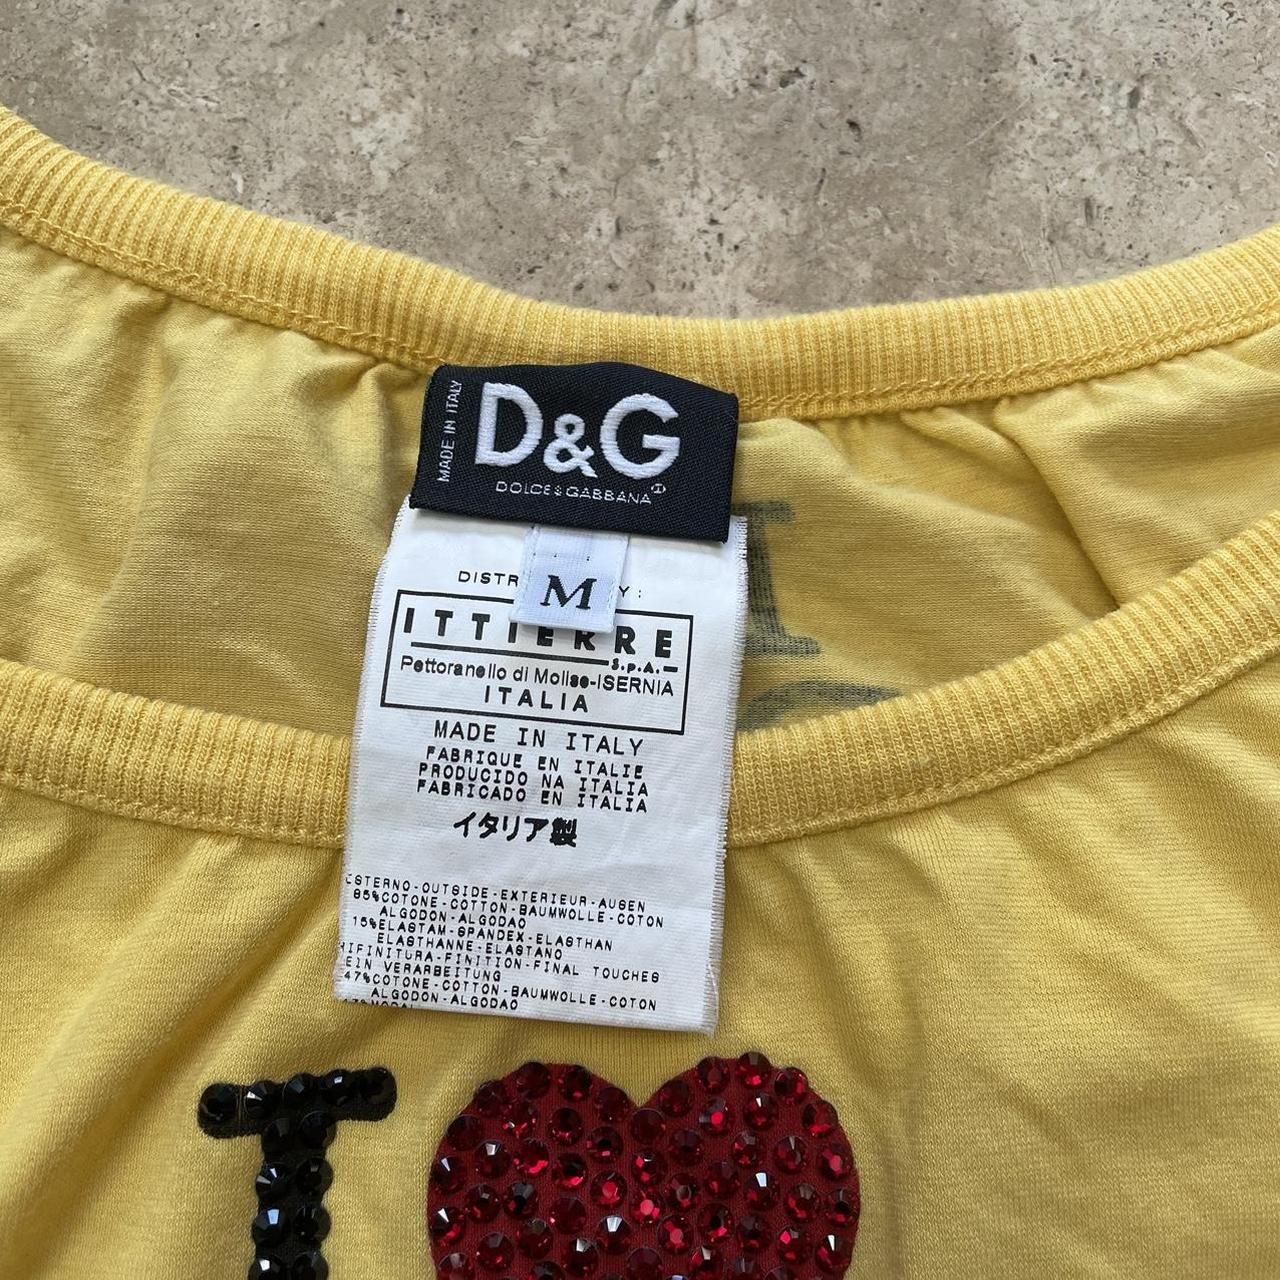 MADE IN ITALY
D&G
DOLCE & GABBANA
M
ITTIERRE
S.p.A.
Pettoranello di Molise-ISERNIA
ITALIA
MADE IN ITALY
FABRIQUE EN ITALIE
PRODUCIDO NA ITALIA
FABRICADO EN ITALIA
イタリア製
ESTERNO-OUTSIDE-EXTERIEUR-AUSEN
85%COTONE-COTTON-BAUMWOLLE-COTON
ALGODON-ALGODAO
15%ELASTAM-SPANDEX-ELASTHAN
ELASTHANNE-ELASTANO
RIFINITURA-FINITION-FINAL TOUCHES
EIN VERARBEITUNG
47%COTONE-COTTON-BAUMWOLLE-COTON
ALGODON-ALGODAO
I